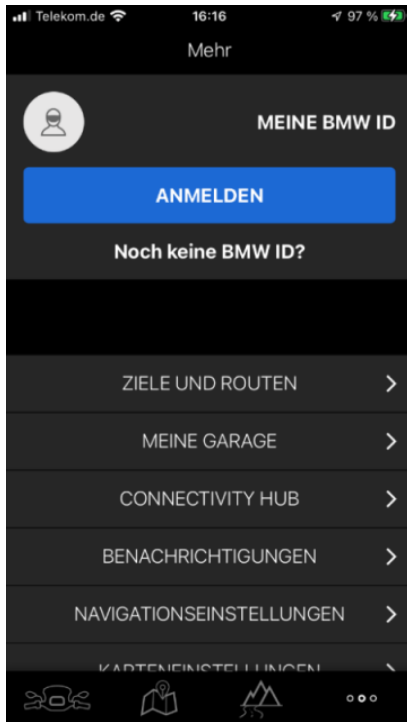 Telekom.de 16:16 97 %
Mehr
MEINE BMW ID
ANMELDEN
Noch keine BMW ID?
ZIELE UND ROUTEN
MEINE GARAGE
CONNECTIVITY HUB
BENACHRICHTIGUNGEN
NAVIGATIONSEINSTELLUNGEN
KARTENEINSTELLUNGEN